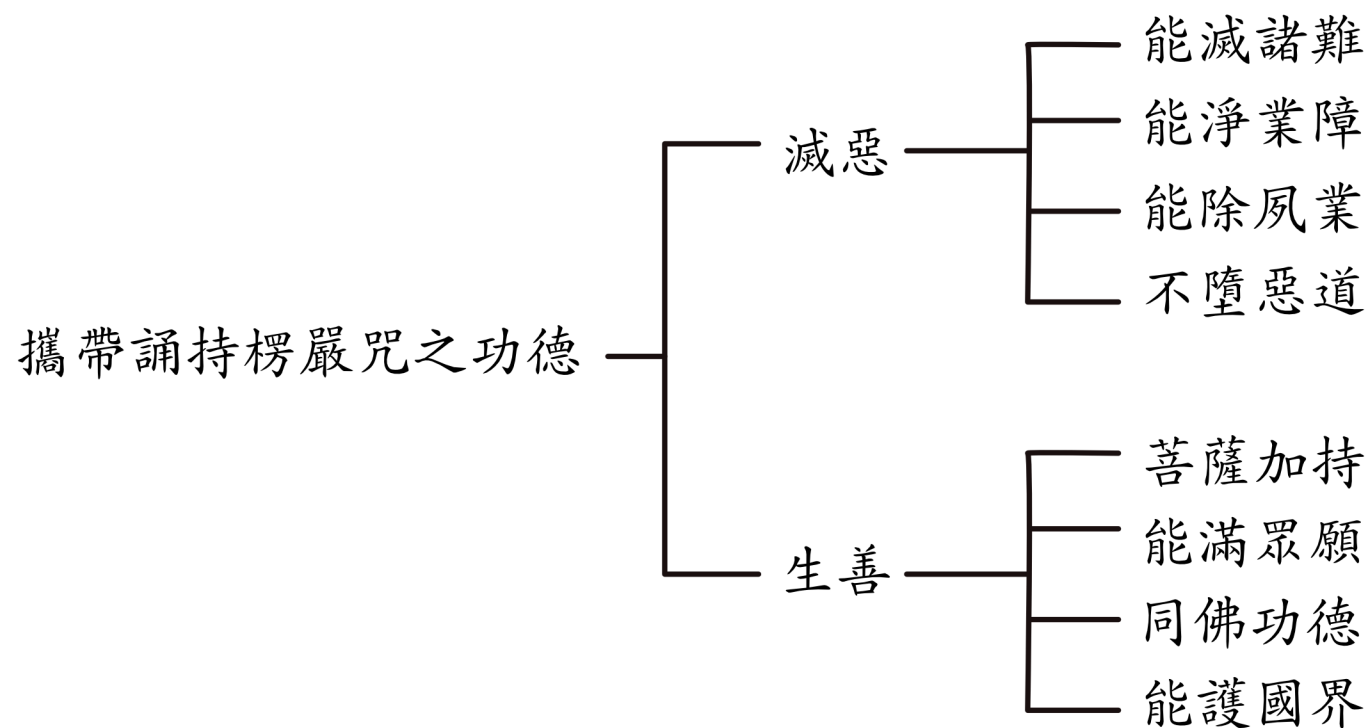 攜帶誦持楞嚴咒之功德
滅惡
能滅諸難
能淨業障
能除夙業
不墮惡道
生善
菩薩加持
能滿眾願
同佛功德
能護國界